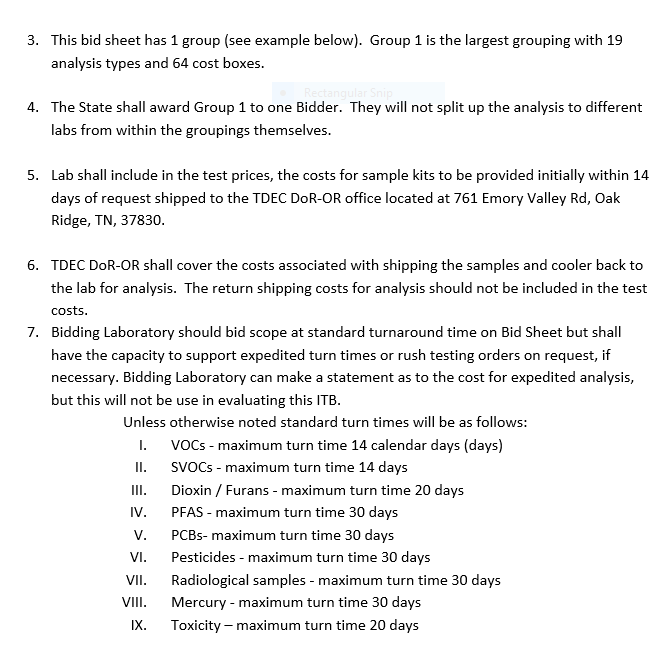 3. This bid sheet has 1 group (see example below). Group 1 is the largest grouping with 19
analysis types and 64 cost boxes.
Rectangular Snip
4. The State shall award Group 1 to one Bidder. They will not split up the analysis to different
labs from within the groupings themselves.
5. Lab shall include in the test prices, the costs for sample kits to be provided initially within 14
days of request shipped to the TDEC DoR-OR office located at 761 Emory Valley Rd, Oak
Ridge, TN, 37830.
6. TDEC DoR-OR shall cover the costs associated with shipping the samples and cooler back to
the lab for analysis. The return shipping costs for analysis should not be included in the test
costs.
7. Bidding Laboratory should bid scope at standard turnaround time on Bid Sheet but shall
have the capacity to support expedited turn times or rush testing orders on request, if
necessary. Bidding Laboratory can make a statement as to the cost for expedited analysis,
but this will not be use in evaluating this ITB.
Unless otherwise noted standard turn times will be as follows:
I. VOCs - maximum turn time 14 calendar days (days)
II. SVOCs - maximum turn time 14 days
III. Dioxin / Furans - maximum turn time 20 days
IV. PFAS - maximum turn time 30 days
V. PCBs- maximum turn time 30 days
VI. Pesticides - maximum turn time 30 days
VII. Radiological samples - maximum turn time 30 days
VIII. Mercury - maximum turn time 30 days
IX. Toxicity – maximum turn time 20 days